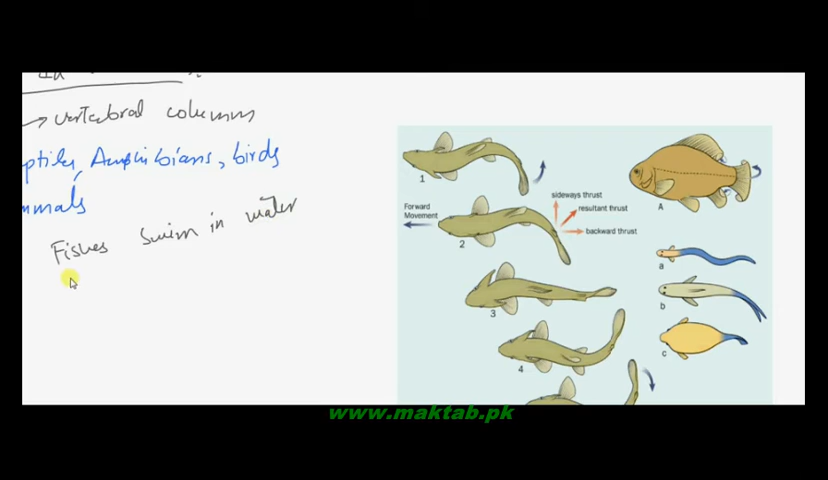 → vertebral columns
ptiles, Amphibians, birds
mmals
Fishes swim in water
1
2
3
4
Forward
Movement
sideways thrust
resultant thrust
backward thrust
A
a
b
c
www.maktab.pk